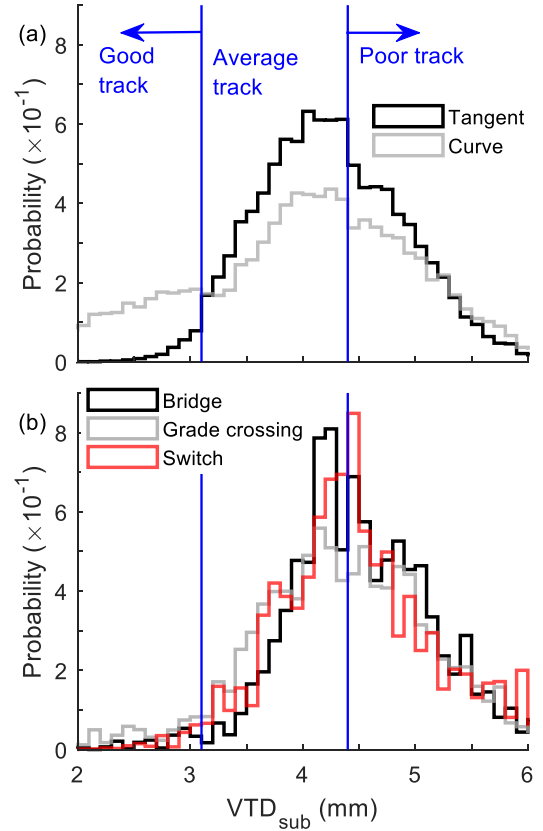 (a)
Good
track
Average
track
Poor track
Tangent
Curve
Probability (×10⁻¹)
8
6
4
2
0
(b)
Bridge
Grade crossing
Switch
Probability (×10⁻¹)
8
6
4
2
0
2 3 4 5 6
VTD_sub (mm)